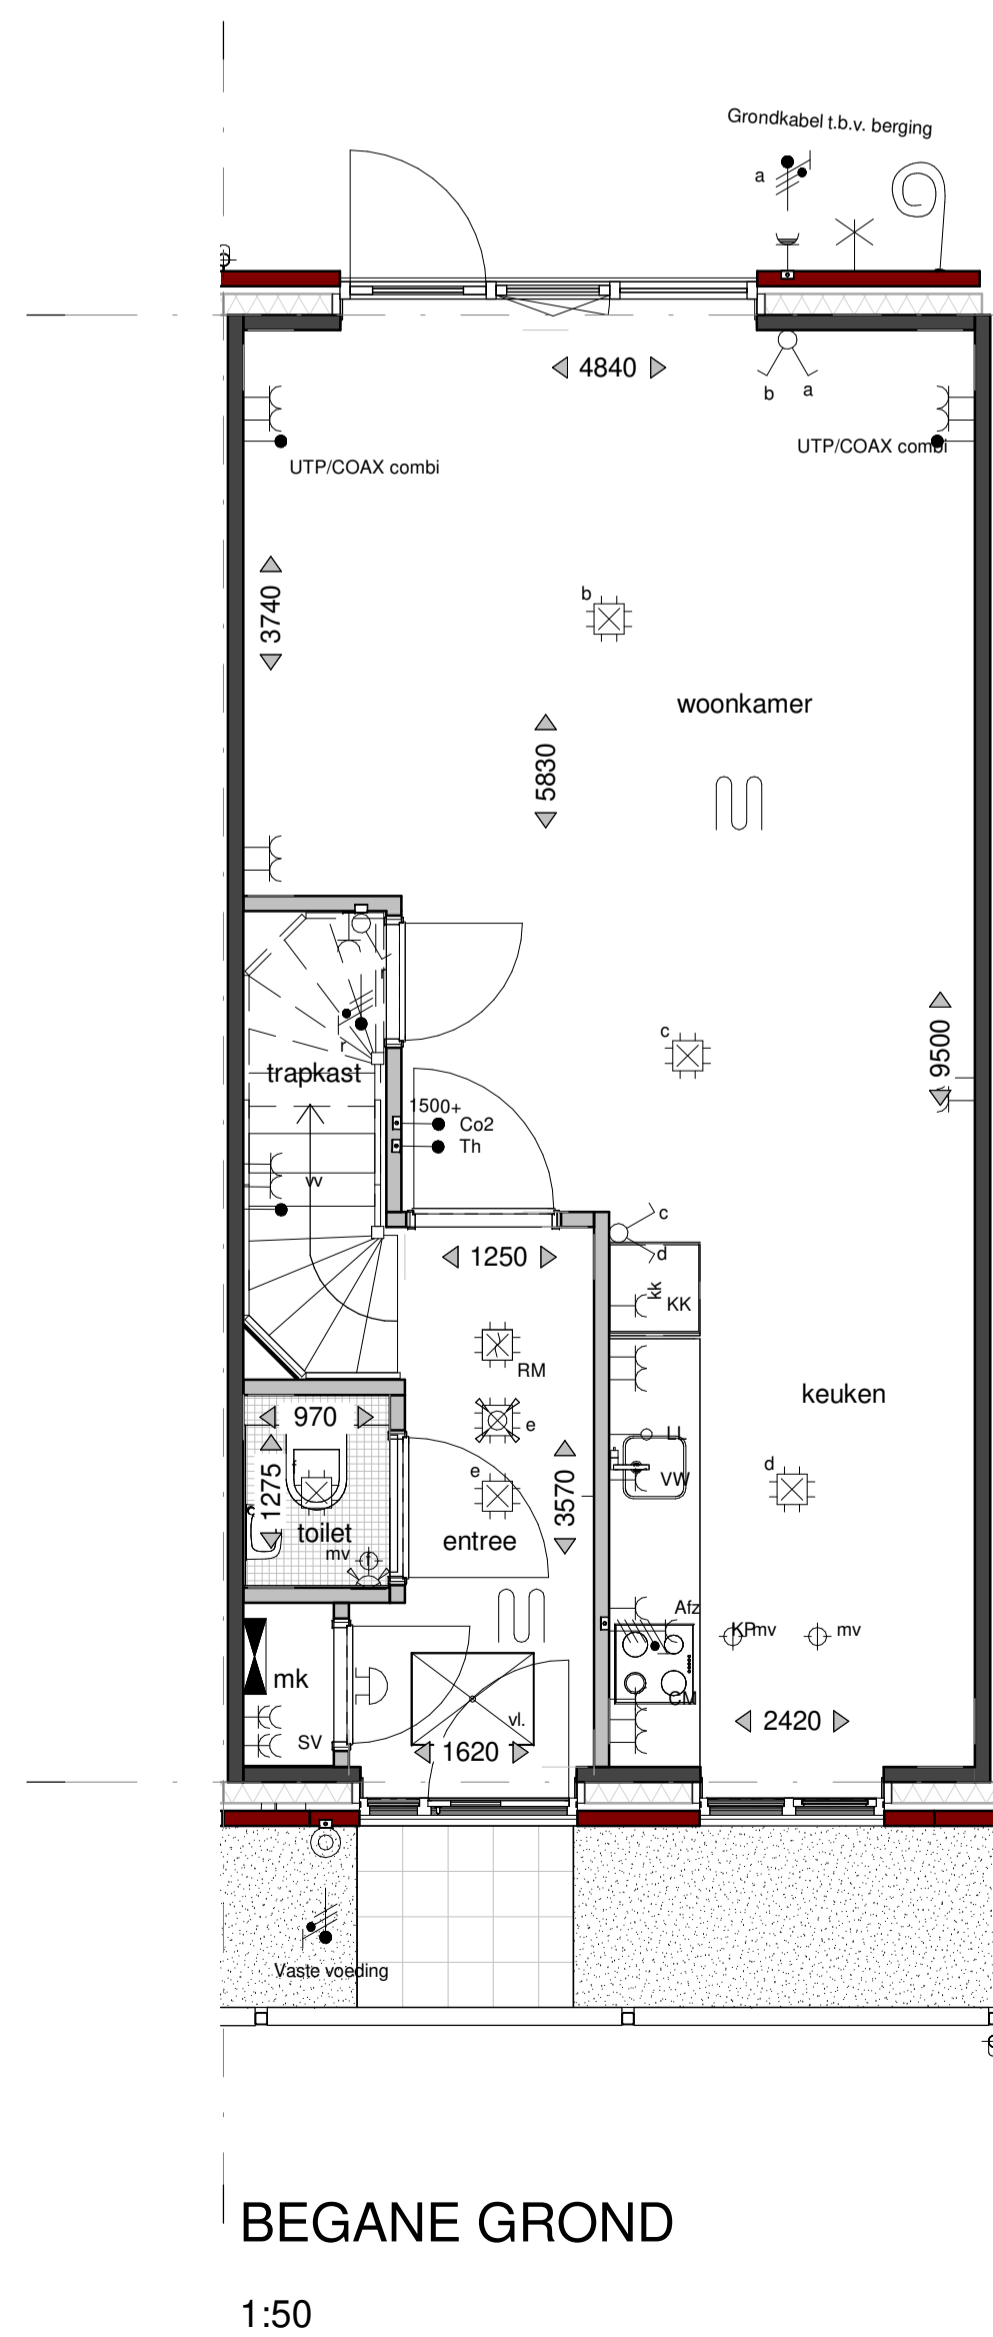 Grondkabel t.b.v. berging
a
4840
b
a
UTP/COAX combi
UTP/COAX combi
3740
b
woonkamer
5830
9500
c
trapkast
1500+
Co2
Th
vv
c
d
1250
kk
KK
RM
keuken
970
e
LL
1275
f
e
3570
VW
d
toilet
entree
mv
f
Afz
KP
mv
mv
mk
CM
vl.
SV
1620
2420
Vaste voeding
BEGANE GROND
1:50